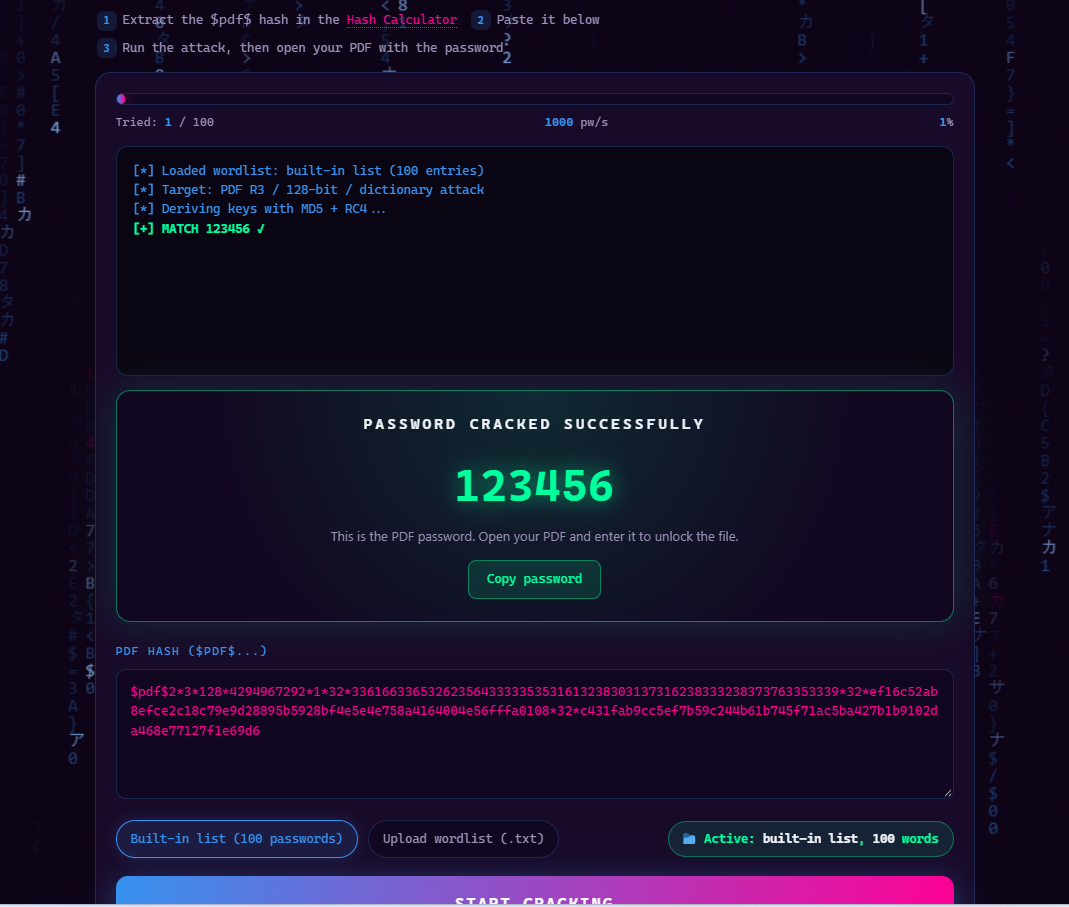 1 Extract the $pdf$ hash in the Hash Calculator 2 Paste it below
3 Run the attack, then open your PDF with the password
Tried: 1 / 100 1000 pw/s 1%
[*] Loaded wordlist: built-in list (100 entries)
[*] Target: PDF R3 / 128-bit / dictionary attack
[*] Deriving keys with MD5 + RC4...
[+] MATCH 123456 ✓
PASSWORD CRACKED SUCCESSFULLY
123456
This is the PDF password. Open your PDF and enter it to unlock the file.
Copy password
PDF HASH ($PDF$...)
$pdf$2*3*128*4294967292*1*32*33616633653262356433333535316132383031373162383332383737363353339*32*ef16c52ab
8efce2c18c79e9d28895b5928bf4e5e4e758a4164004e56fffa0108*32*c431fab9cc5ef7b59c244b61b745f71ac5ba427b1b9102d
a468e77127f1e69d6
Built-in list (100 passwords) Upload wordlist (.txt) Active: built-in list, 100 words
START CRACKING